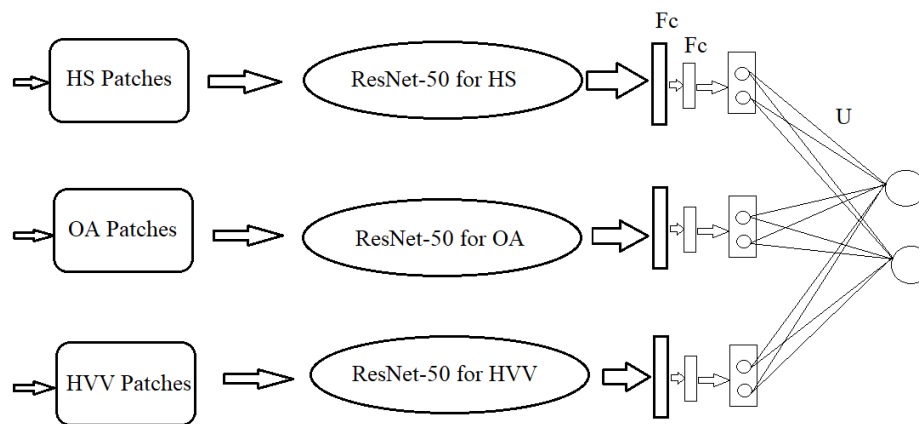 Fc
Fc
HS Patches
ResNet-50 for HS
U
OA Patches
ResNet-50 for OA
HVV Patches
ResNet-50 for HVV